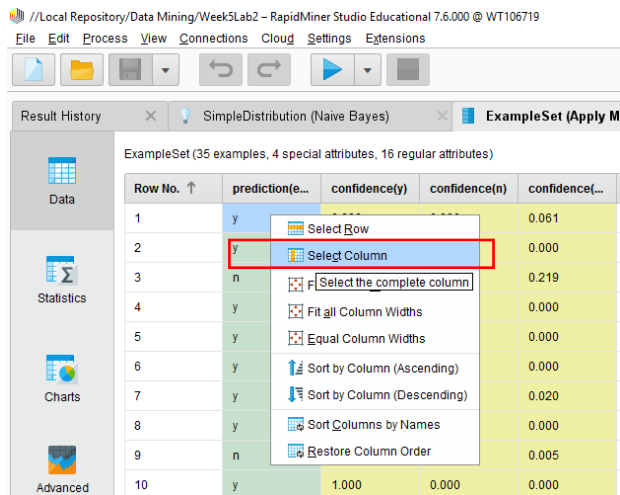 //Local Repository/Data Mining/Week5Lab2 – RapidMiner Studio Educational 7.6.000 @ WT106719
File Edit Process View Connections Cloud Settings Extensions
Result History SimpleDistribution (Naive Bayes) ExampleSet (Apply M
ExampleSet (35 examples, 4 special attributes, 16 regular attributes)
Data
Statistics
Charts
Advanced
Row No. prediction(e... confidence(y) confidence(n) confidence(...
1 y 0.061
2 y 0.000
3 n 0.219
4 y 0.000
5 y 0.000
6 y 0.000
7 y 0.020
8 y 0.000
9 n 0.005
10 y 1.000 0.000 0.000
Select Row
Select Column
F
Select the complete column
Fit all Column Widths
Equal Column Widths
Sort by Column (Ascending)
Sort by Column (Descending)
Sort Columns by Names
Restore Column Order